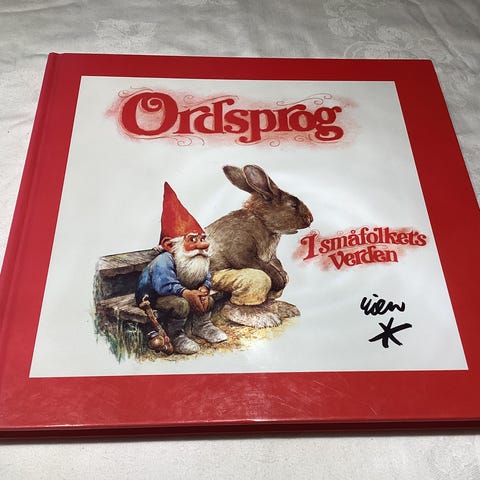 Ordsprog
I småfolkets
verden